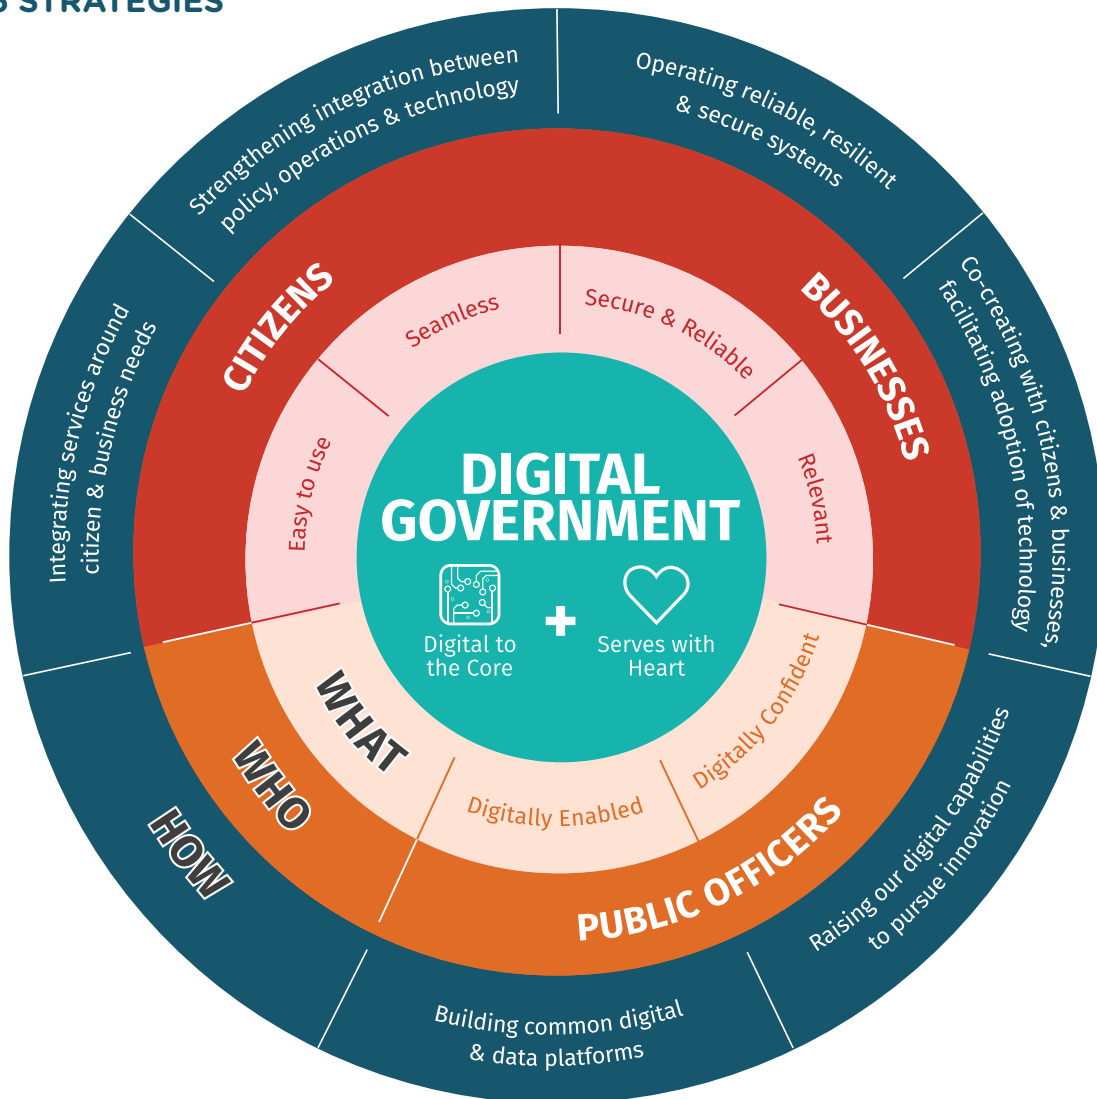 STRATEGIES
Strengthening integration between
policy, operations & technology
Operating reliable, resilient
& secure systems
Co-creating with citizens & businesses,
facilitating adoption of technology
Raising our digital capabilities
to pursue innovation
Building common digital
& data platforms
HOW
Integrating services around
citizen & business needs
CITIZENS
BUSINESSES
PUBLIC OFFICERS
WHO
Seamless
Secure & Reliable
Relevant
Digitally Confident
Digitally Enabled
WHAT
Easy to use
DIGITAL
GOVERNMENT
Digital to
the Core
+
Serves with
Heart